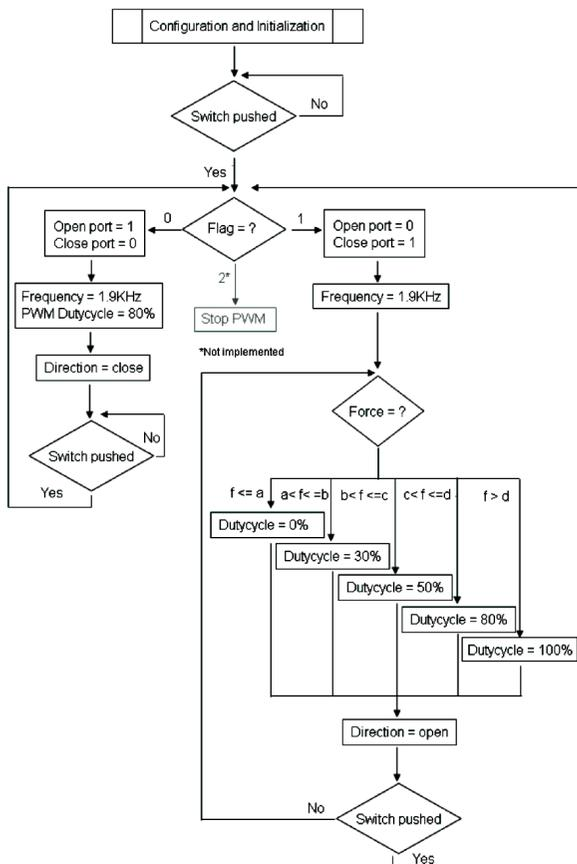 Configuration and Initialization
Switch pushed
No
Yes
Flag = ?
0
1
2*
Open port = 1
Close port = 0
Open port = 0
Close port = 1
Frequency = 1.9KHz
PWM Dutycycle = 80%
Stop PWM
Frequency = 1.9KHz
*Not implemented
Direction = close
Force = ?
Switch pushed
No
Yes
f <= a
a< f< =b
b< f <=c
c< f <=d
f > d
Dutycycle = 0%
Dutycycle = 30%
Dutycycle = 50%
Dutycycle = 80%
Dutycycle = 100%
Direction = open
No
Switch pushed
Yes